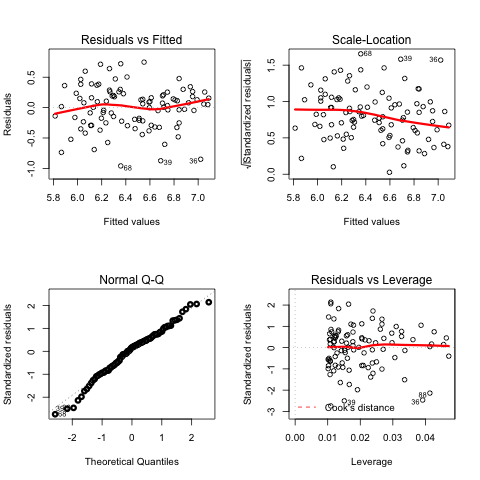 Residuals vs Fitted
Residuals
0.5
0.0
-0.5
-1.0
68
39
36
5.8 6.2 6.6 7.0
6.0 6.4 6.8
Fitted values
Scale-Location
√|Standardized residuals|
1.5
1.0
0.5
0.0
68
39
36
5.8 6.2 6.6 7.0
6.0 6.4 6.8
Fitted values
Normal Q-Q
Standardized residuals
2
1
0
-1
-2
68
-2 -1 0 1 2
Theoretical Quantiles
Residuals vs Leverage
Standardized residuals
2
1
0
-1
-2
-3
88
36
39
Cook's distance
0.00 0.01 0.02 0.03 0.04
Leverage